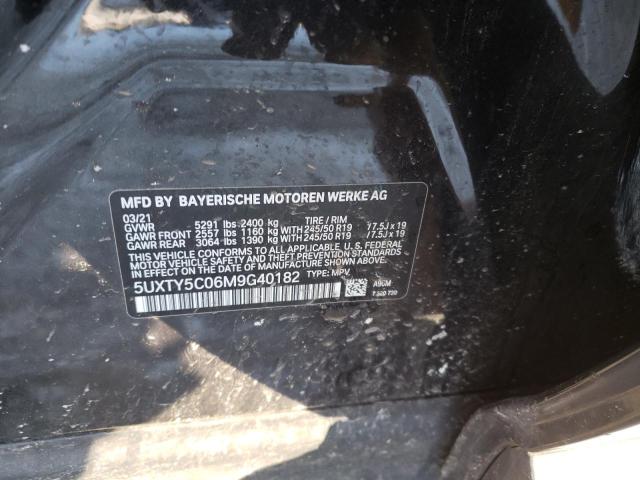 MFD BY BAYERISCHE MOTOREN WERKE AG
03/21
GVWR 5291 lbs 2400 kg TIRE / RIM
GAWR FRONT 2557 lbs 1160 kg WITH 245/50 R19 /7.5J x 19
GAWR REAR 3064 lbs 1390 kg WITH 245/50 R19 /7.5J x 19
THIS VEHICLE CONFORMS TO ALL APPLICABLE U.S. FEDERAL
MOTOR VEHICLE SAFETY, BUMPER, AND THEFT PREVENTION STANDARDS
IN EFFECT ON THE DATE OF MANUFACTURE SHOWN ABOVE.
5UXTY5C06M9G40182 TYPE: MPV